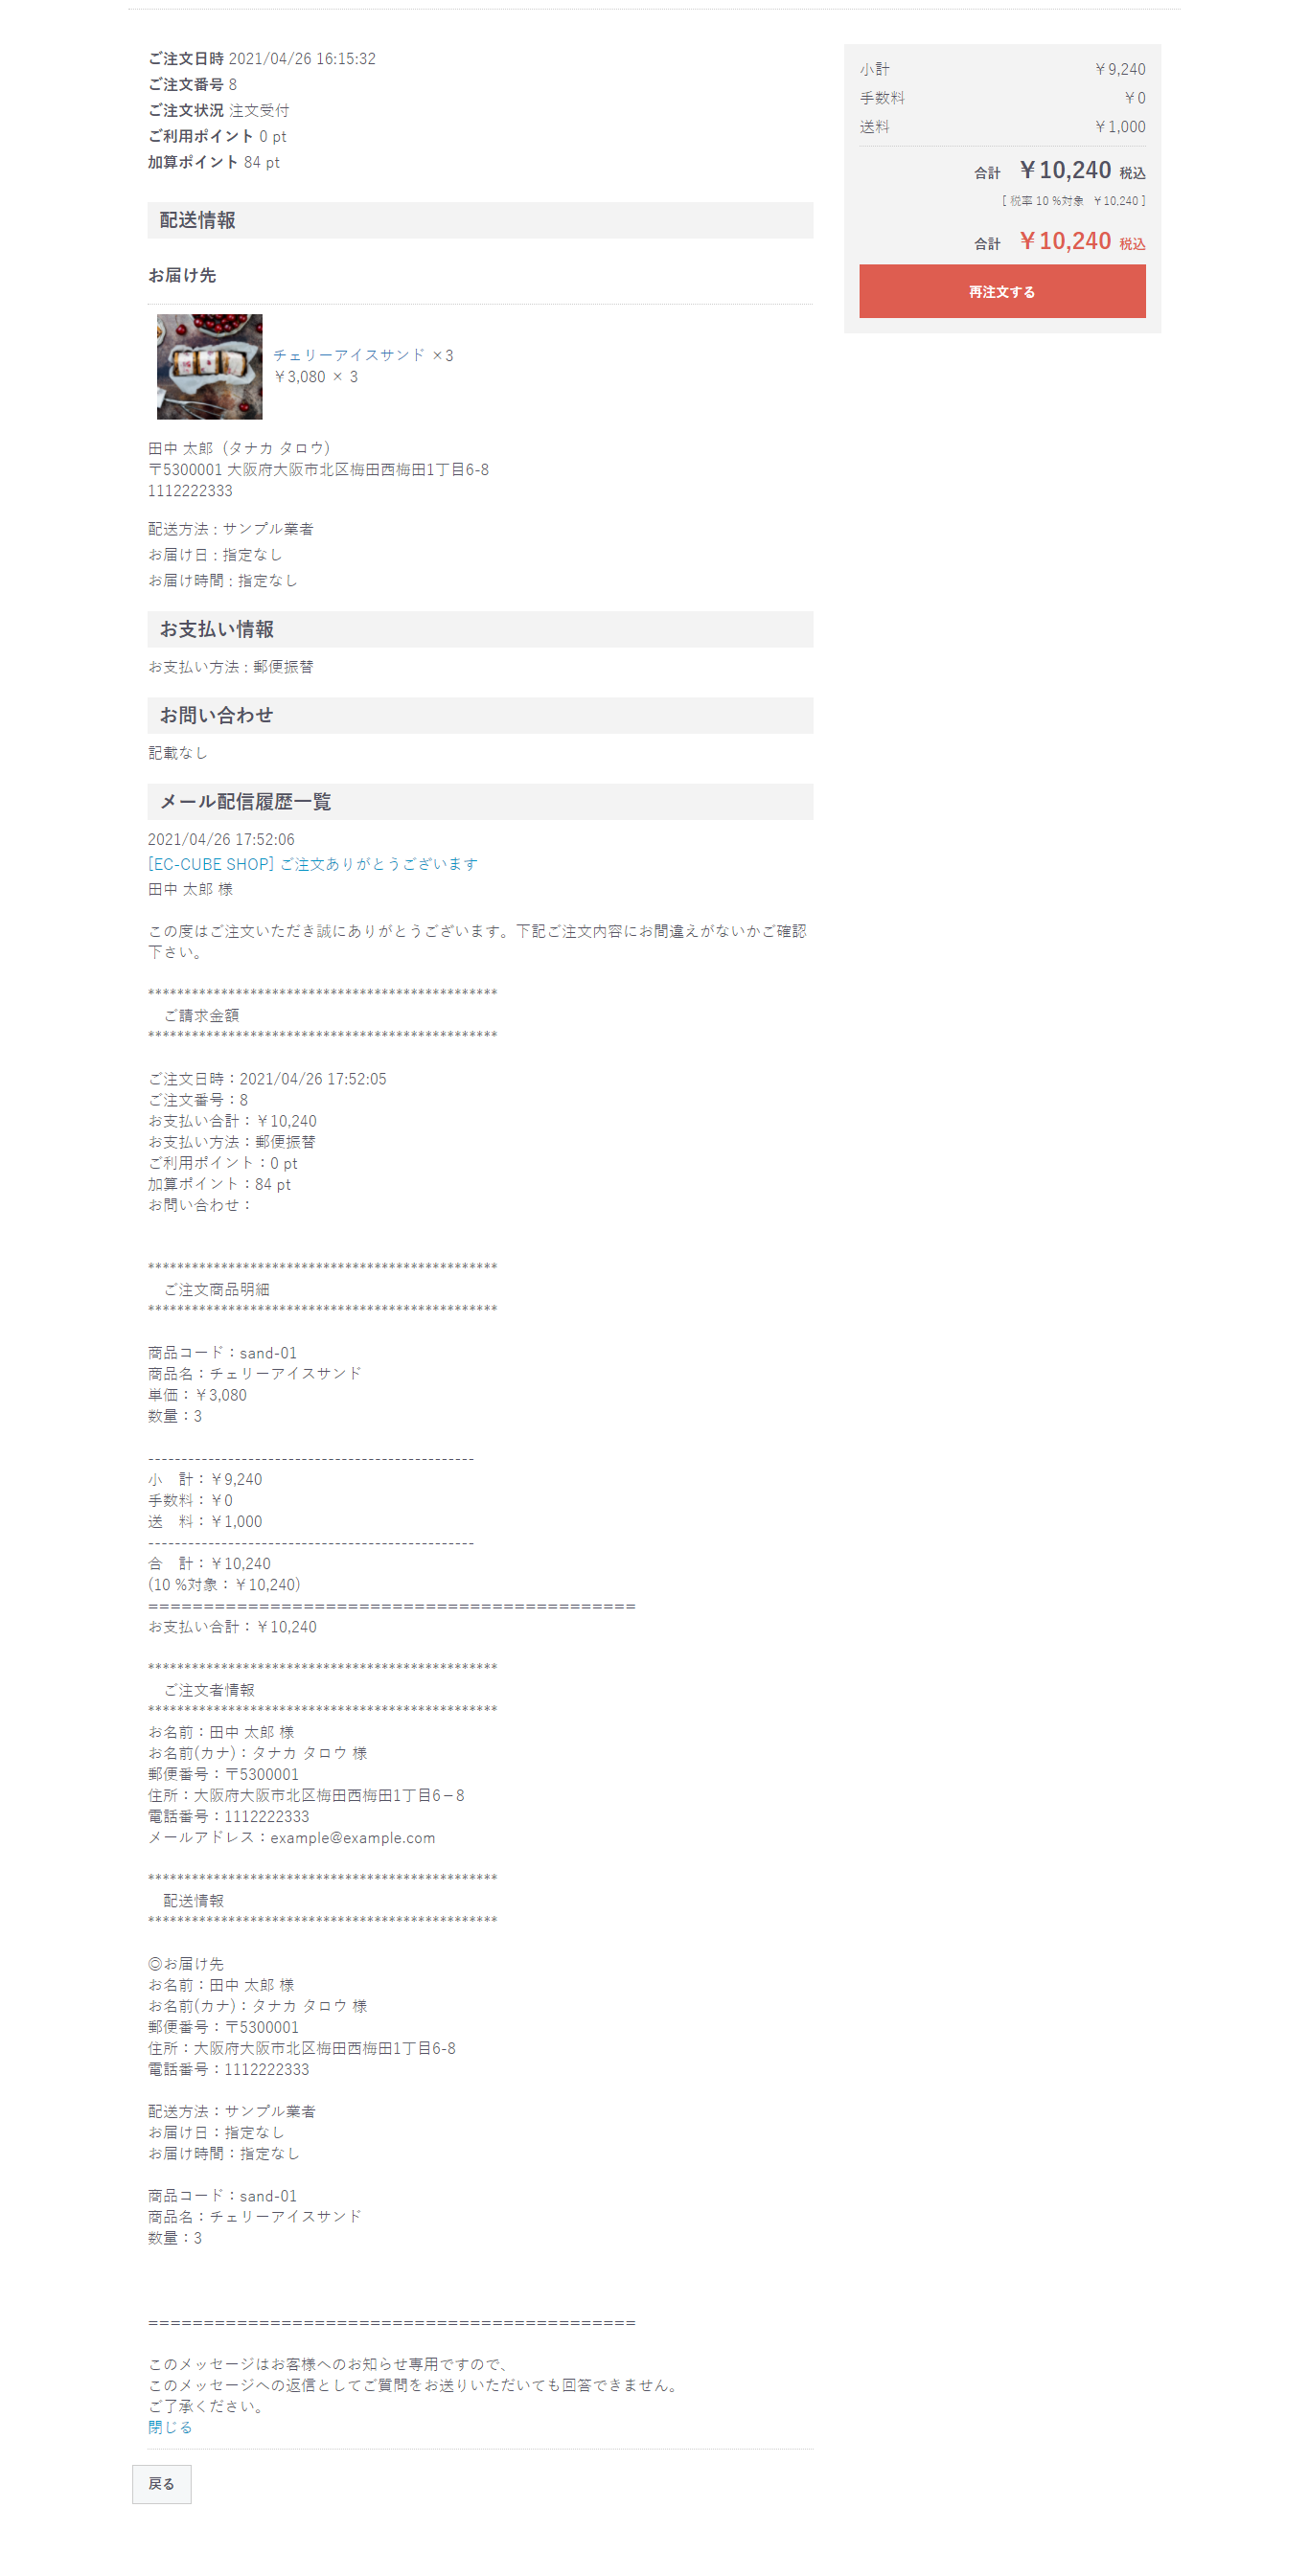 ご注文日時 2021/04/26 16:15:32
ご注文番号 8
ご注文状況 注文受付
ご利用ポイント 0 pt
加算ポイント 84 pt
配送情報
お届け先
チェリーアイスサンド ×3
￥3,080 × 3
田中 太郎 (タナカ タロウ)
〒5300001 大阪府大阪市北区梅田西梅田1丁目6-8
1112222333
配送方法 : サンプル業者
お届け日 : 指定なし
お届け時間 : 指定なし
お支払い情報
お支払い方法 : 郵便振替
お問い合わせ
記載なし
メール配信履歴一覧
2021/04/26 17:52:06
[EC-CUBE SHOP] ご注文ありがとうございます
田中 太郎 様
この度はご注文いただき誠にありがとうございます。下記ご注文内容にお間違えがないかご確認
下さい。
************************************************
　ご請求金額
************************************************
ご注文日時：2021/04/26 17:52:05
ご注文番号：8
お支払い合計：￥10,240
お支払い方法：郵便振替
ご利用ポイント：0 pt
加算ポイント：84 pt
お問い合わせ：
************************************************
　ご注文商品明細
************************************************
商品コード：sand-01
商品名：チェリーアイスサンド
単価：￥3,080
数量：3
-------------------------------------------------
小　計：￥9,240
手数料：￥0
送　料：￥1,000
-------------------------------------------------
合　計：￥10,240
(10 %対象：￥10,240)
============================================
お支払い合計：￥10,240
************************************************
　ご注文者情報
************************************************
お名前：田中 太郎 様
お名前(カナ)：タナカ タロウ 様
郵便番号：〒5300001
住所：大阪府大阪市北区梅田西梅田1丁目6－8
電話番号：1112222333
メールアドレス：example@example.com
************************************************
　配送情報
************************************************
◎お届け先
お名前：田中 太郎 様
お名前(カナ)：タナカ タロウ 様
郵便番号：〒5300001
住所：大阪府大阪市北区梅田西梅田1丁目6-8
電話番号：1112222333
配送方法：サンプル業者
お届け日：指定なし
お届け時間：指定なし
商品コード：sand-01
商品名：チェリーアイスサンド
数量：3
============================================
このメッセージはお客様へのお知らせ専用ですので、
このメッセージへの返信としてご質問をお送りいただいても回答できません。
ご了承ください。
閉じる
戻る
小計 ￥9,240
手数料 ￥0
送料 ￥1,000
合計 ￥10,240 税込
[ 税率 10 %対象 ￥10,240 ]
合計 ￥10,240 税込
再注文する